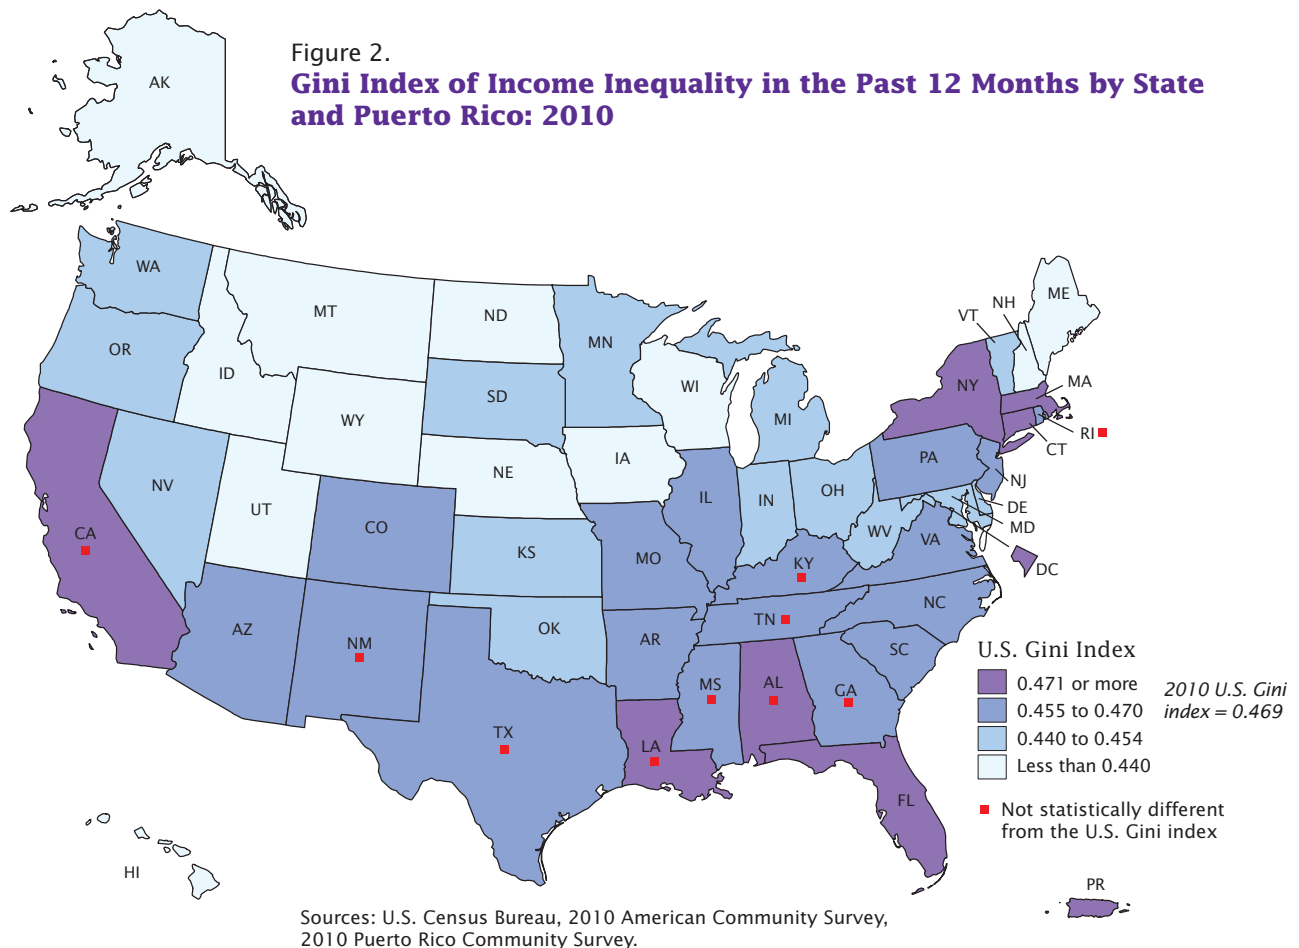 Figure 2.
Gini Index of Income Inequality in the Past 12 Months by State
and Puerto Rico: 2010
AK
WA
MT
ND
MN
VT
NH
ME
OR
ID
WY
SD
WI
MI
NY
MA
RI
CT
NV
UT
CO
NE
KS
IA
IL
IN
OH
PA
NJ
DE
MD
DC
WV
VA
CA
AZ
NM
OK
MO
KY
TN
NC
SC
AR
TX
LA
MS
AL
GA
FL
HI
PR
U.S. Gini Index
0.471 or more
0.455 to 0.470
0.440 to 0.454
Less than 0.440
2010 U.S. Gini
index = 0.469
Not statistically different
from the U.S. Gini index
Sources: U.S. Census Bureau, 2010 American Community Survey,
2010 Puerto Rico Community Survey.